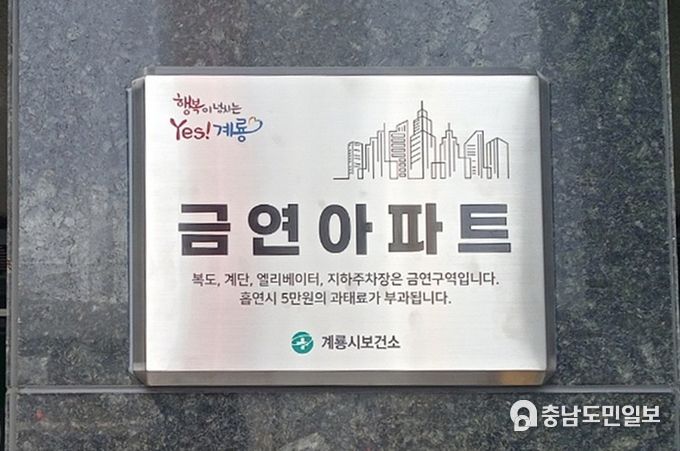 행복이 넘치는
Yes! 계룡
금연아파트
복도, 계단, 엘리베이터, 지하주차장은 금연구역입니다.
흡연시 5만원의 과태료가 부과됩니다.
계룡시보건소
충남도민일보